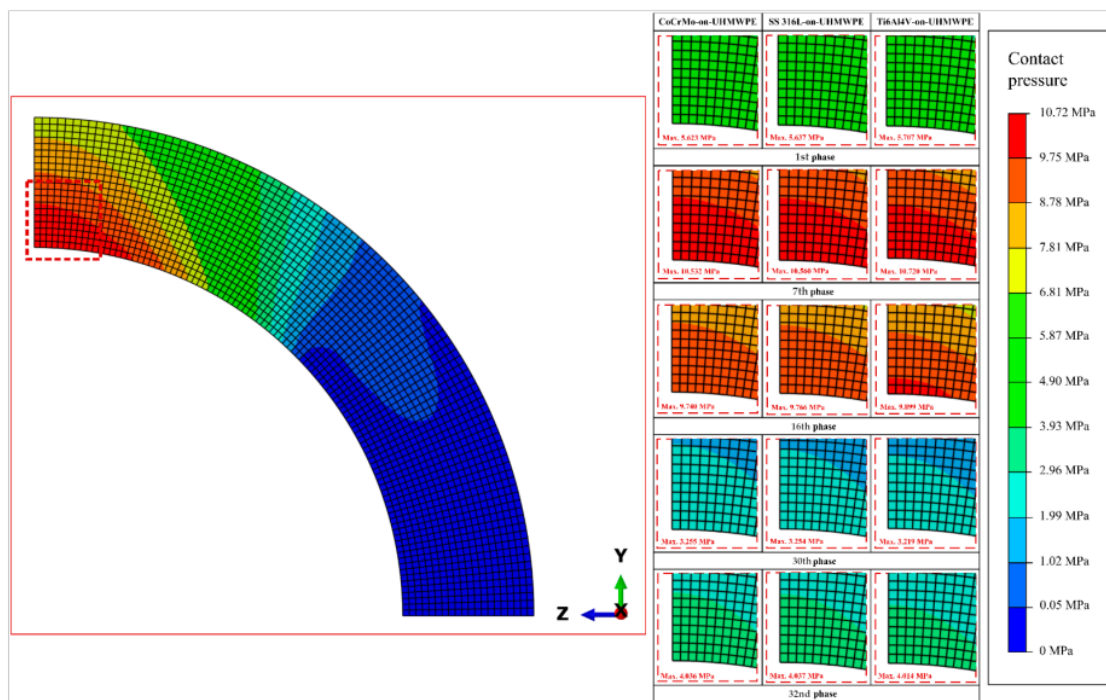 CoCrMo-on-UHMWPE SS 316L-on-UHMWPE Ti6Al4V-on-UHMWPE
Max. 5.623 MPa Max. 5.637 MPa Max. 5.707 MPa
1st phase
Max. 10.532 MPa Max. 10.560 MPa Max. 10.720 MPa
7th phase
Max. 9.740 MPa Max. 9.766 MPa Max. 9.899 MPa
16th phase
Max. 3.255 MPa Max. 3.254 MPa Max. 3.219 MPa
30th phase
Max. 4.036 MPa Max. 4.037 MPa Max. 4.014 MPa
32nd phase
Y
Z
X
Contact
pressure
10.72 MPa
9.75 MPa
8.78 MPa
7.81 MPa
6.81 MPa
5.87 MPa
4.90 MPa
3.93 MPa
2.96 MPa
1.99 MPa
1.02 MPa
0.05 MPa
0 MPa